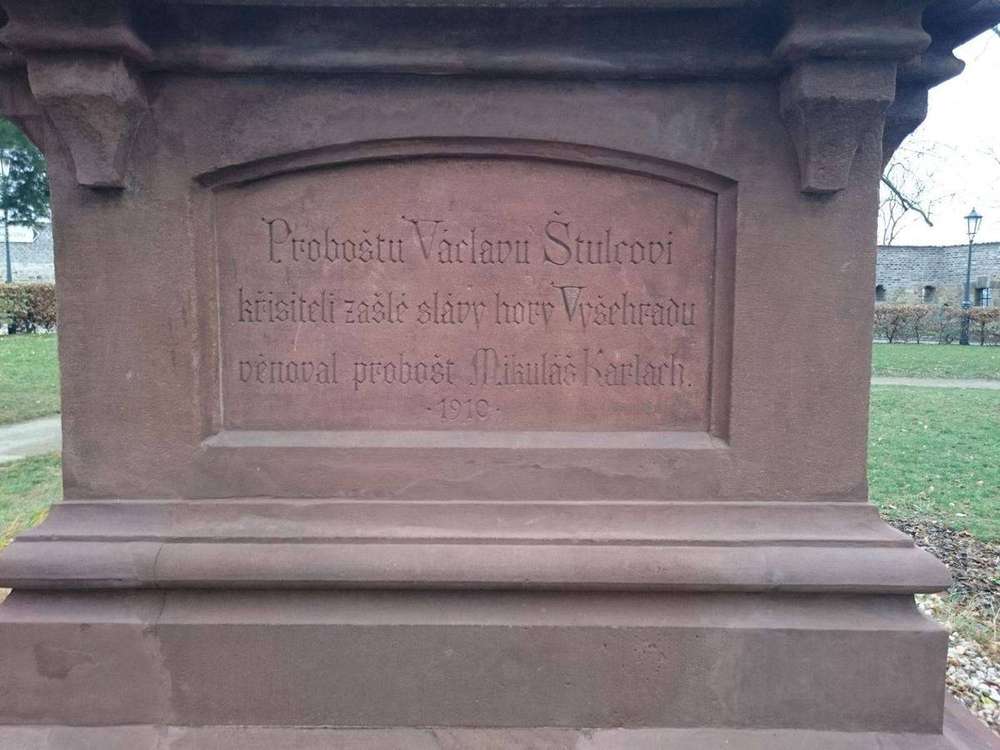 Proboštu Václavu Štulcovi
křisiteli zašlé slávy hory Vyšehradu
věnoval probošt Mikuláš Karlach.
·1910·